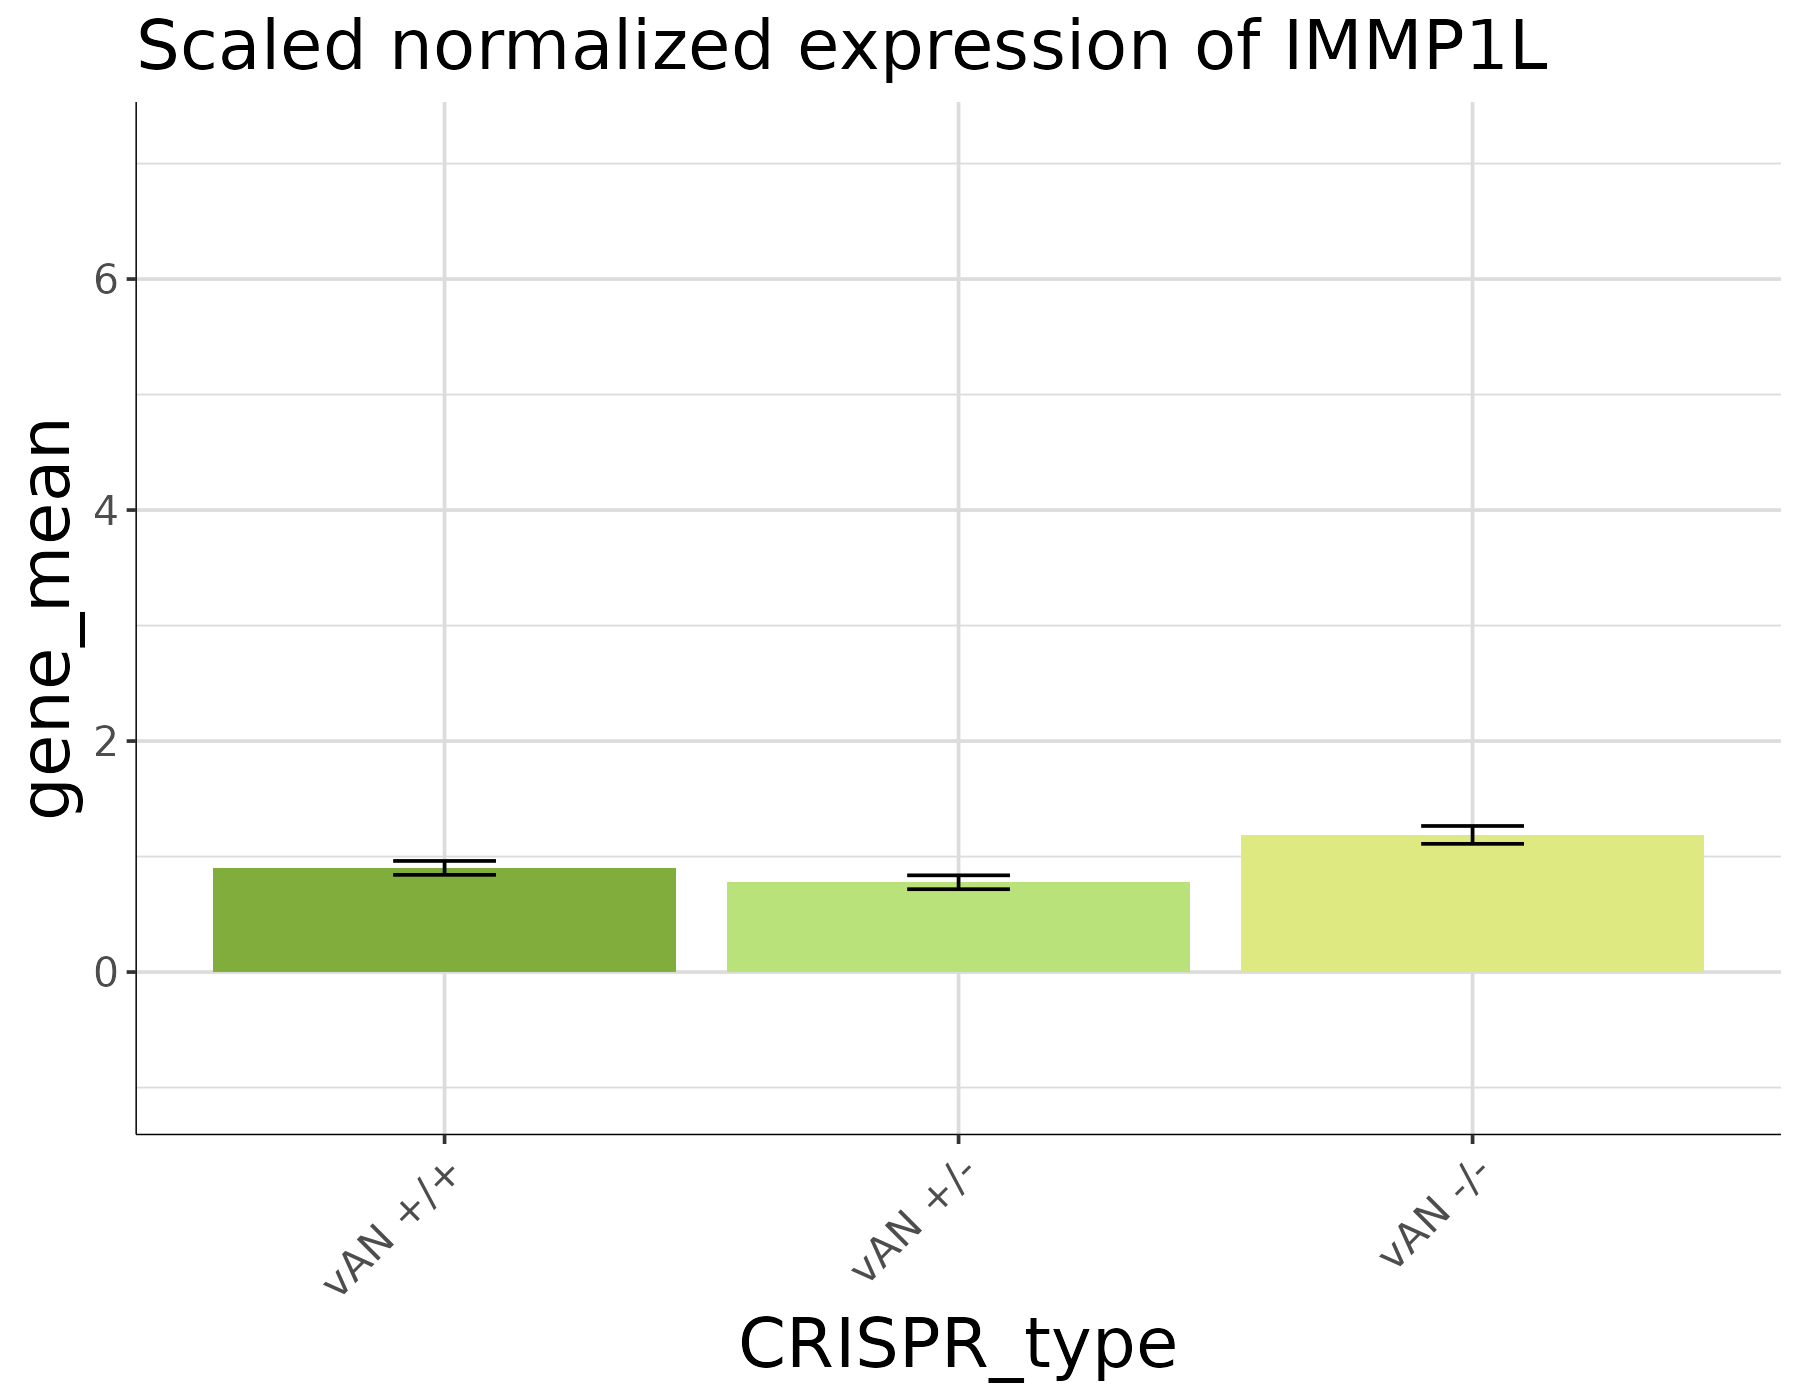 Scaled normalized expression of IMMP1L
gene_mean
6
4
2
0
vAN +/+
vAN +/-
vAN -/-
CRISPR_type